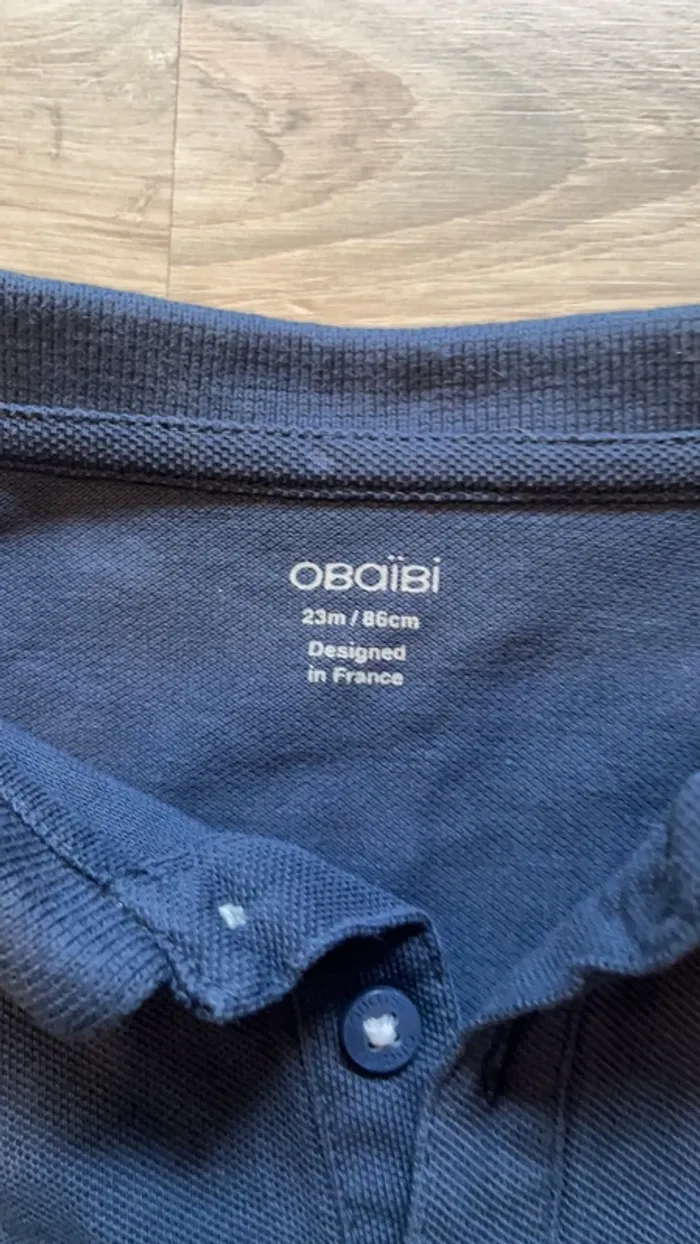 OBaïBi
23m / 86cm
Designed
in France